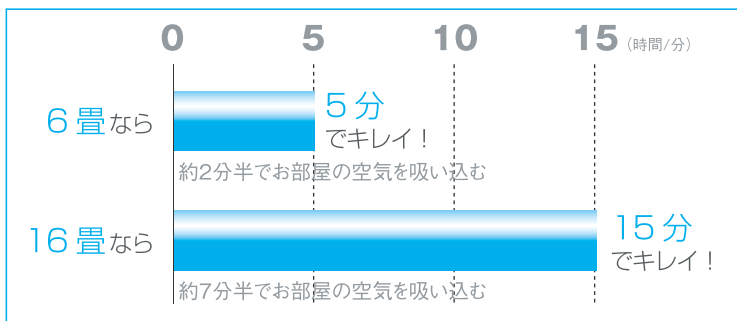 0 5 10 15（時間/分）
6畳なら
5分
でキレイ！
約2分半でお部屋の空気を吸い込む
16畳なら
15分
でキレイ！
約7分半でお部屋の空気を吸い込む